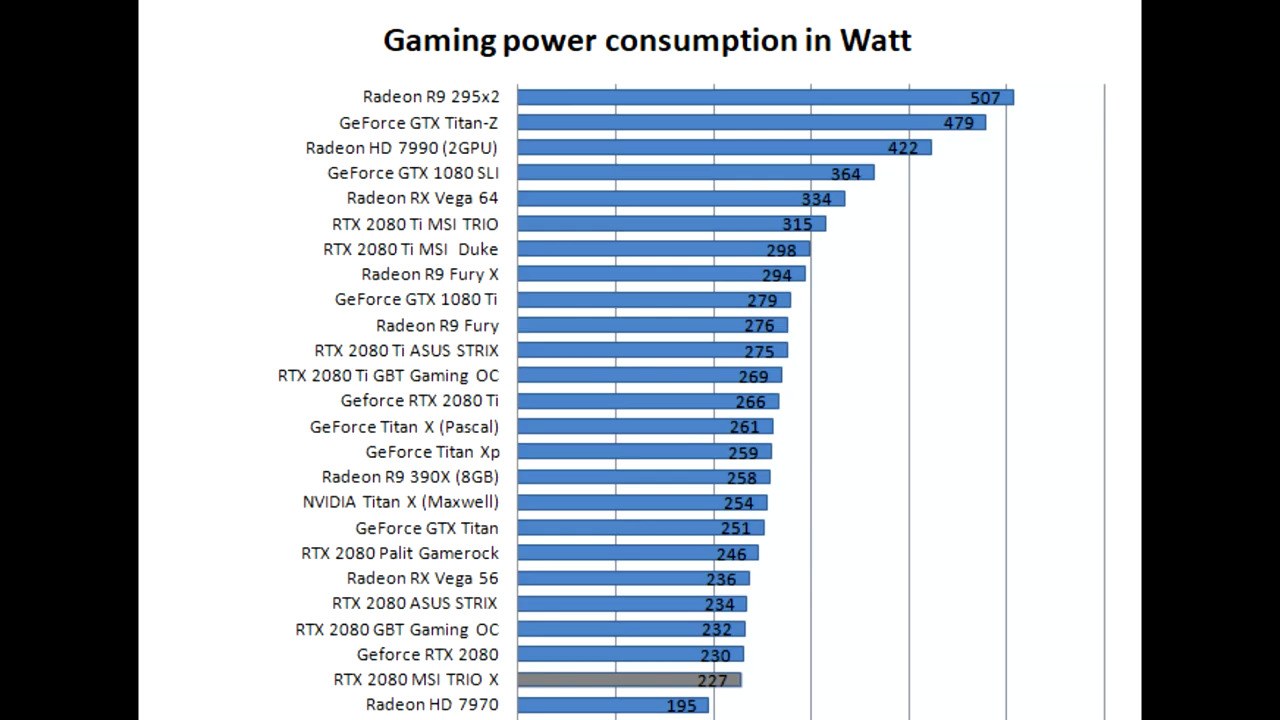 Gaming power consumption in Watt
Radeon R9 295x2 507
GeForce GTX Titan-Z 479
Radeon HD 7990 (2GPU) 422
GeForce GTX 1080 SLI 364
Radeon RX Vega 64 334
RTX 2080 Ti MSI TRIO 315
RTX 2080 Ti MSI Duke 298
Radeon R9 Fury X 294
GeForce GTX 1080 Ti 279
Radeon R9 Fury 276
RTX 2080 Ti ASUS STRIX 275
RTX 2080 Ti GBT Gaming OC 269
Geforce RTX 2080 Ti 266
GeForce Titan X (Pascal) 261
GeForce Titan Xp 259
Radeon R9 390X (8GB) 258
NVIDIA Titan X (Maxwell) 254
GeForce GTX Titan 251
RTX 2080 Palit Gamerock 246
Radeon RX Vega 56 236
RTX 2080 ASUS STRIX 234
RTX 2080 GBT Gaming OC 232
Geforce RTX 2080 230
RTX 2080 MSI TRIO X 227
Radeon HD 7970 195